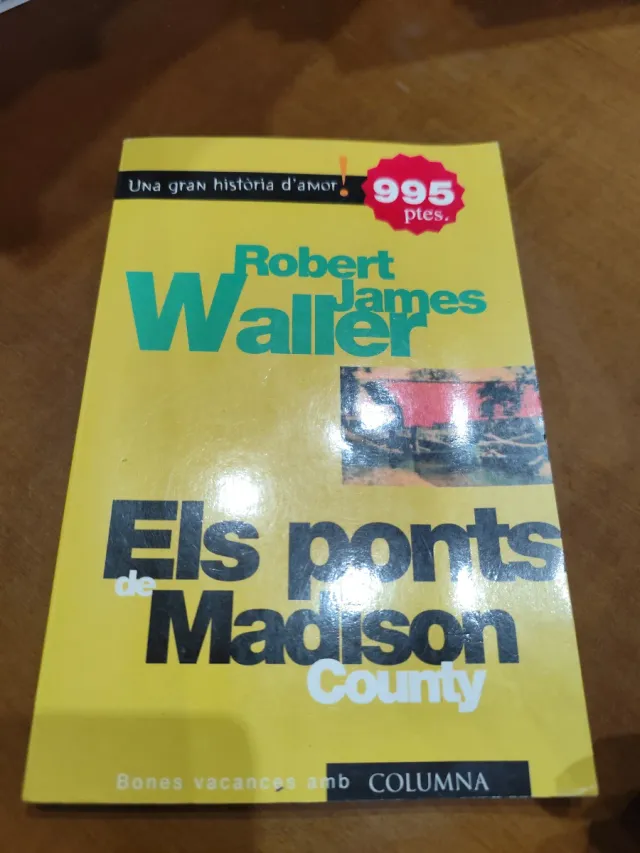 Una gran història d'amor!
995
ptes.
Robert
James
Waller
Els ponts
de
Madison
County
Bones vacances amb COLUMNA